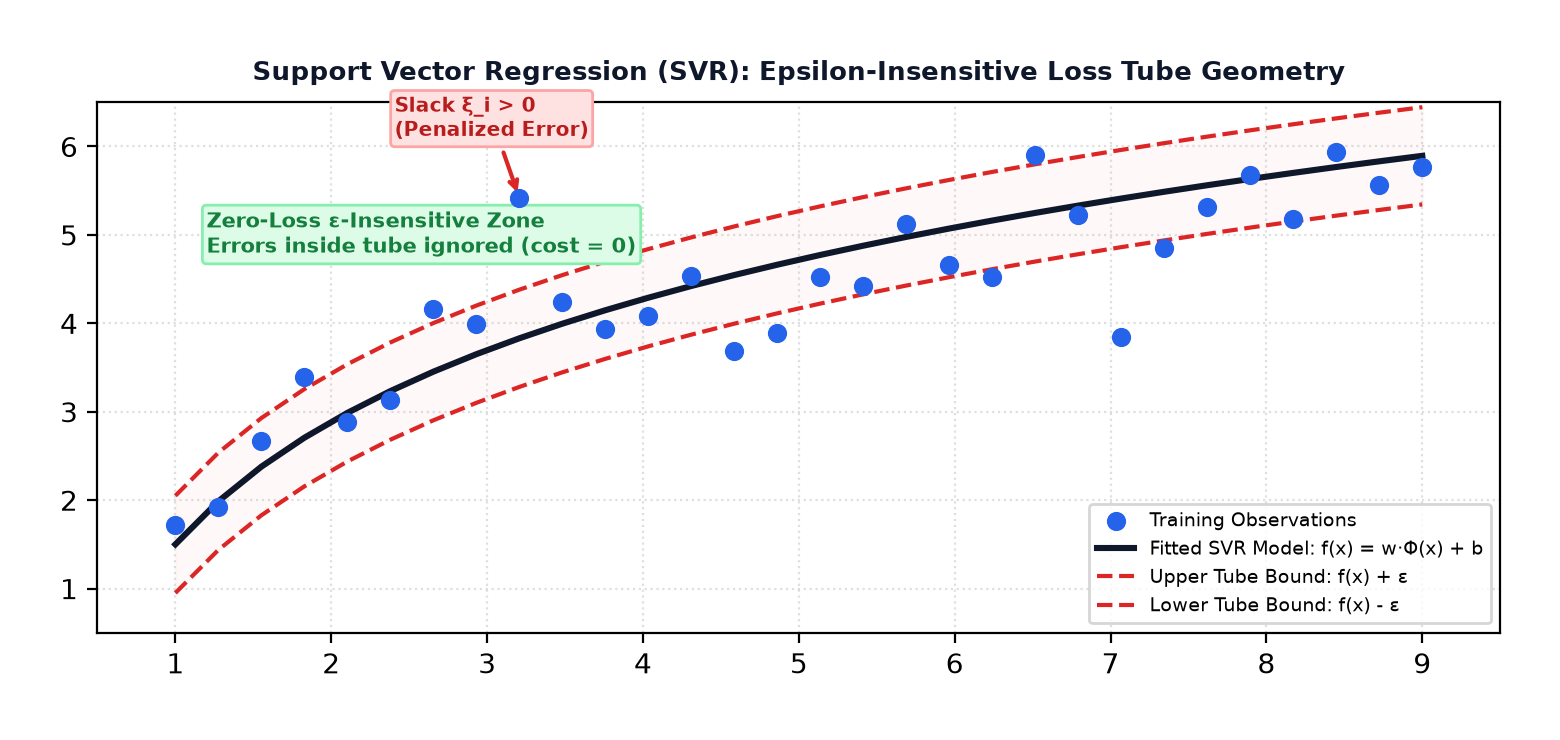 Support Vector Regression (SVR): Epsilon-Insensitive Loss Tube Geometry
Slack ξ_i > 0
(Penalized Error)
Zero-Loss ε-Insensitive Zone
Errors inside tube ignored (cost = 0)
6
5
4
3
2
1
Training Observations
Fitted SVR Model: f(x) = w·Φ(x) + b
Upper Tube Bound: f(x) + ε
Lower Tube Bound: f(x) - ε
1 2 3 4 5 6 7 8 9